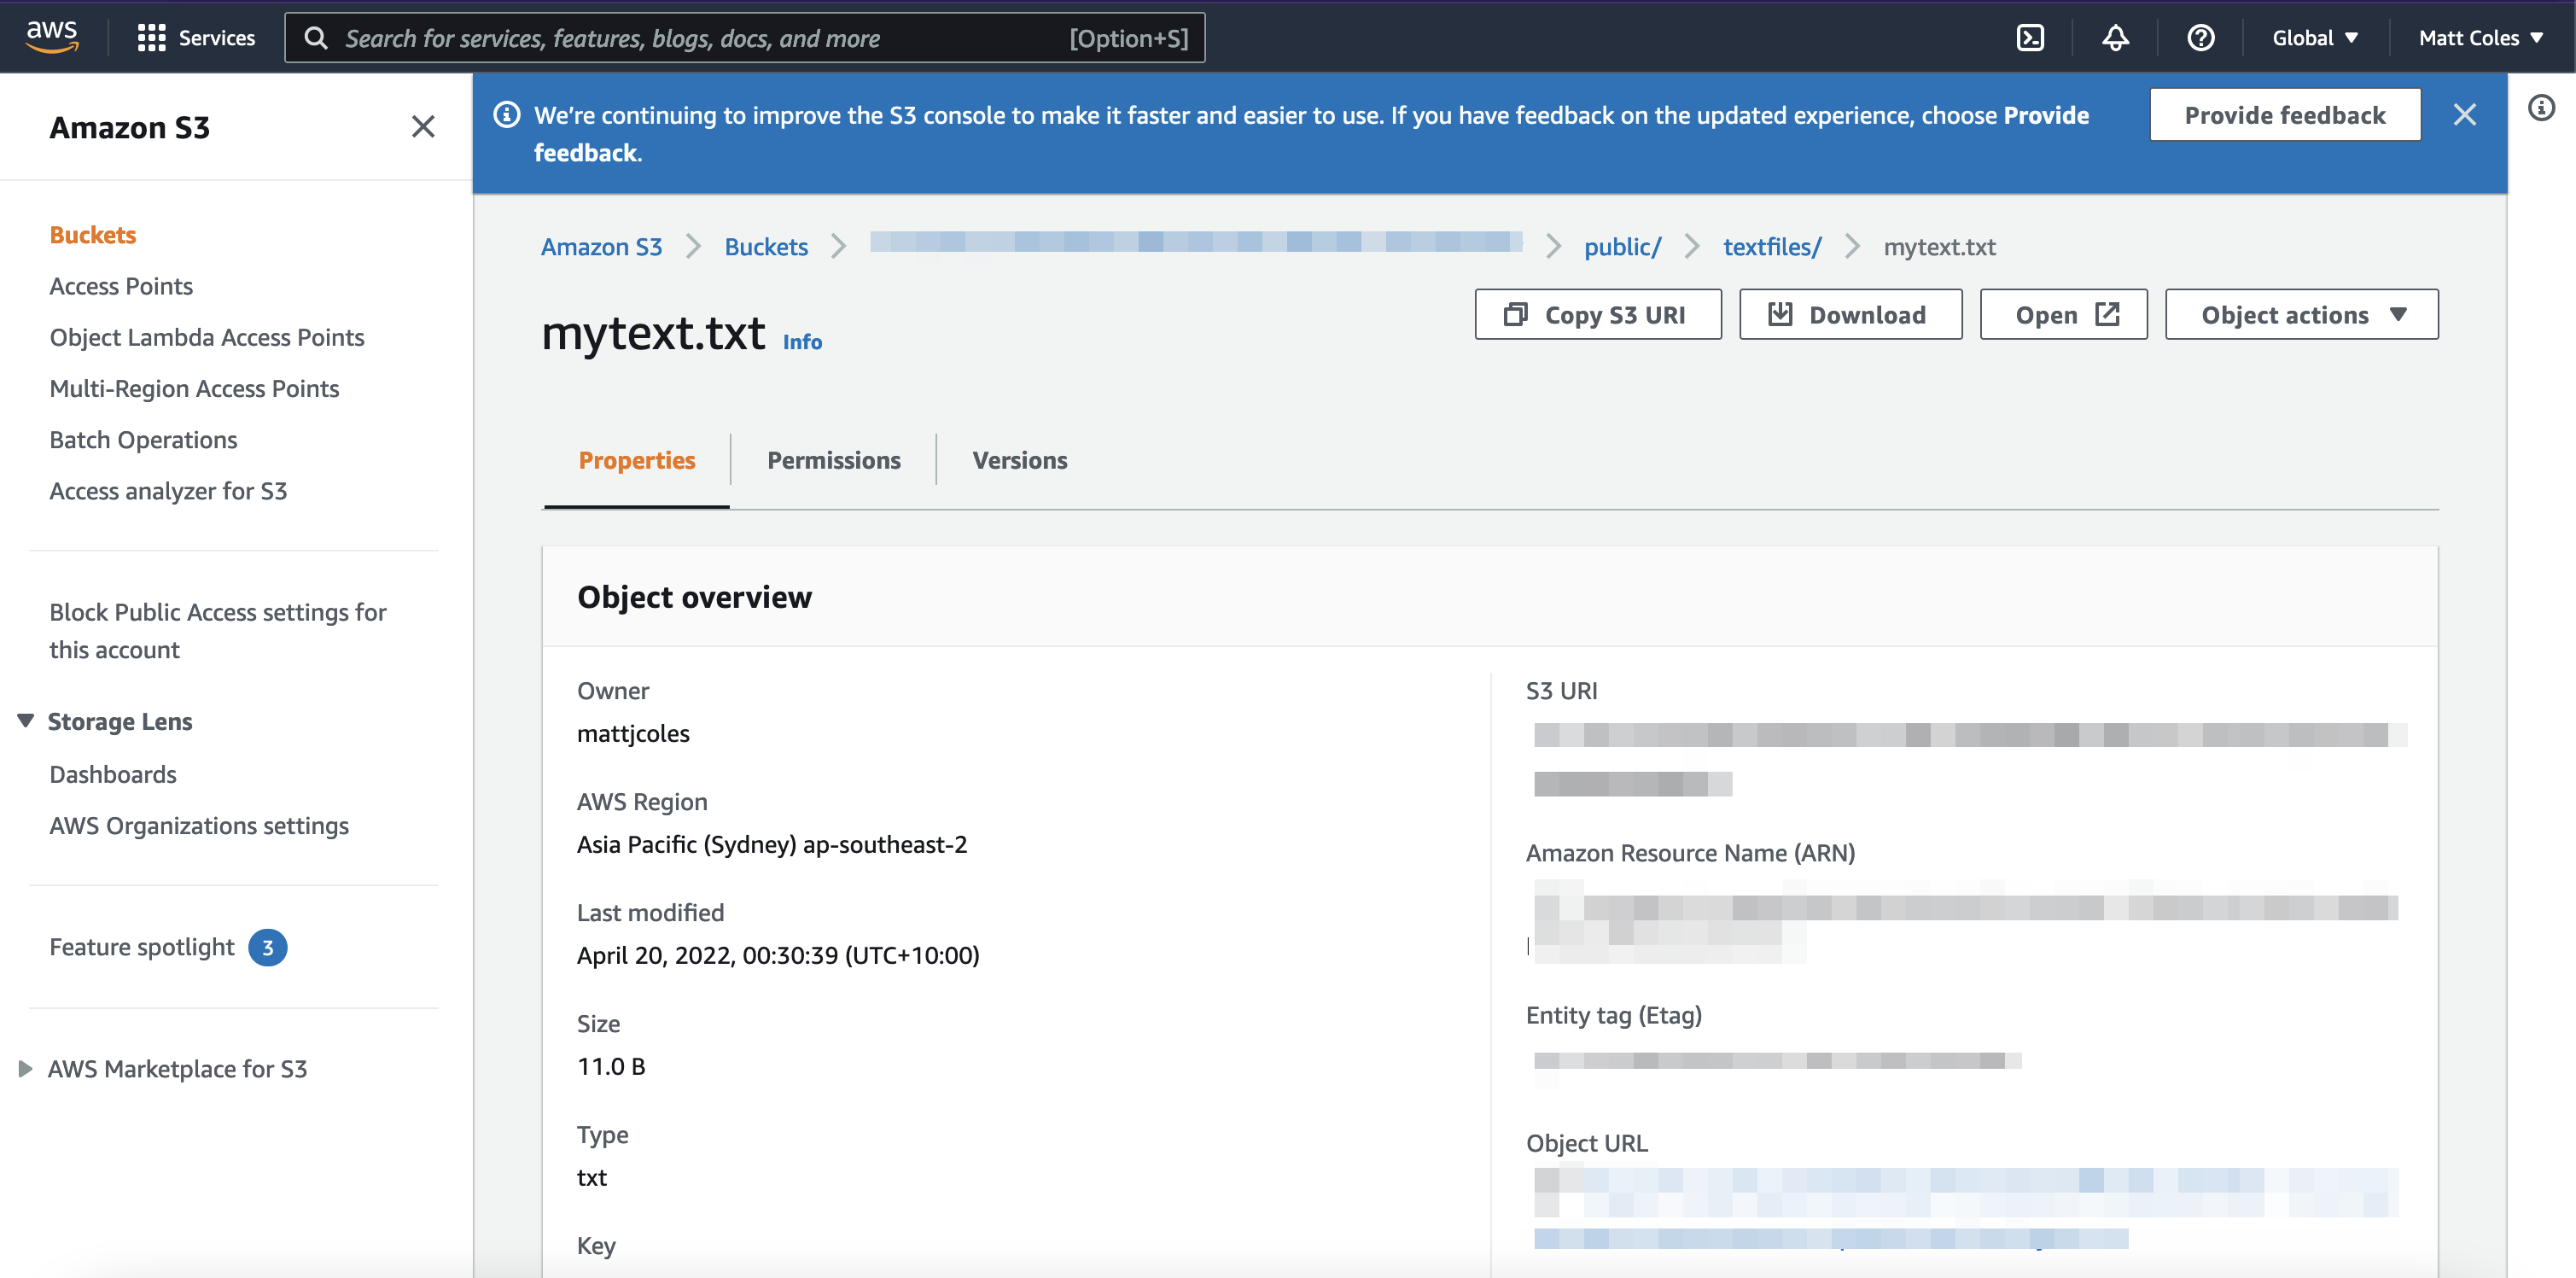 aws
Services
Search for services, features, blogs, docs, and more
[Option+S]
Global
Matt Coles
Amazon S3
Buckets
Access Points
Object Lambda Access Points
Multi-Region Access Points
Batch Operations
Access analyzer for S3
Block Public Access settings for
this account
Storage Lens
Dashboards
AWS Organizations settings
Feature spotlight 3
AWS Marketplace for S3
We're continuing to improve the S3 console to make it faster and easier to use. If you have feedback on the updated experience, choose Provide
feedback.
Provide feedback
Amazon S3
Buckets
public/
textfiles/
mytext.txt
mytext.txt Info
Copy S3 URI
Download
Open
Object actions
Properties
Permissions
Versions
Object overview
Owner
mattjcoles
AWS Region
Asia Pacific (Sydney) ap-southeast-2
Last modified
April 20, 2022, 00:30:39 (UTC+10:00)
Size
11.0 B
Type
txt
Key
S3 URI
Amazon Resource Name (ARN)
Entity tag (Etag)
Object URL